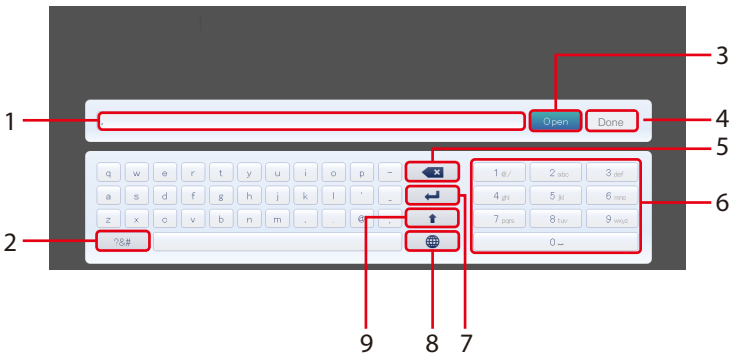 3
1 Open Done 4
5
q w e r t y u i o p - 1 @/ 2 abc 3 def
a s d f g h j k l ' _ 4 ghi 5 jkl 6 mno 6
z x c v b n m . @ , 7 pqrs 8 tuv 9 wxyz
2 ?&# 0
9 8 7